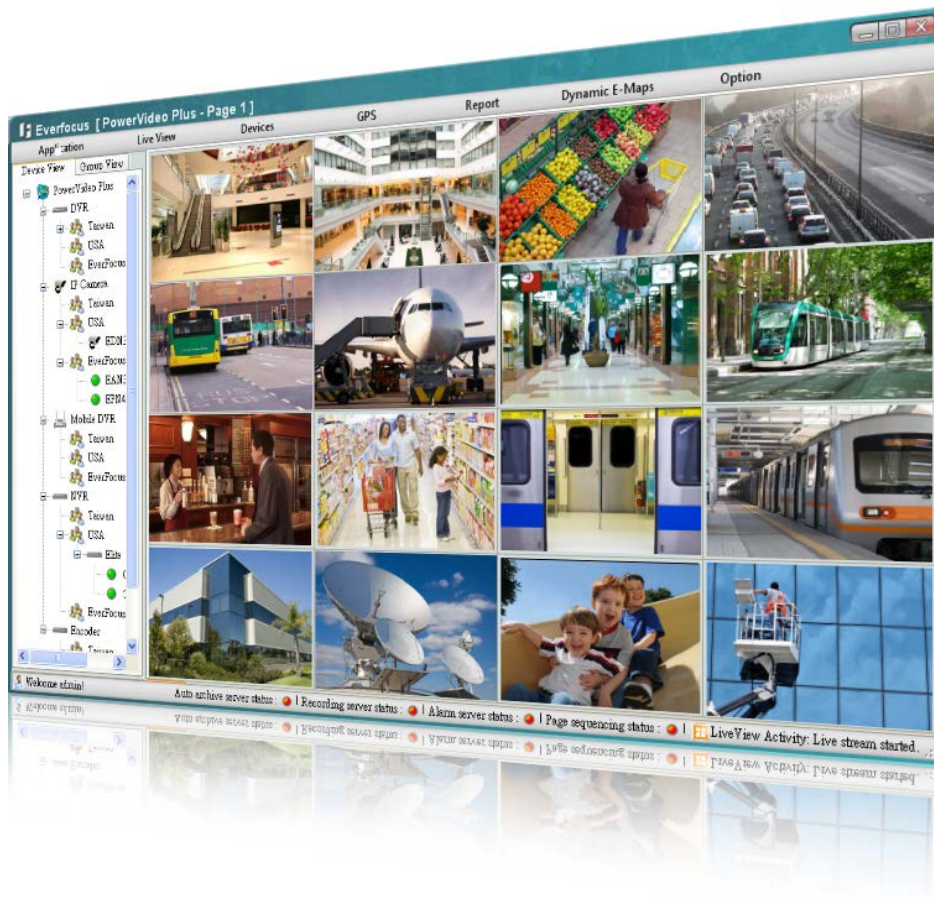 Everfocus [ PowerVideo Plus - Page 1 ]
Live View Devices GPS Report Dynamic E-Maps Option
Device View Group View
PowerVideo Plus
DVR
Taiwan
USA
EverFocus
IP Camera
Taiwan
USA
EverFocus
Mobile DVR
Taiwan
USA
EverFocus
NVR
Taiwan
USA
Elite
EverFocus
Encoder
Taiwan
Welcome admin!
Auto archive server status : | Recording server status : | Alarm server status : | Page sequencing status : | LiveView Activity: Live stream started.